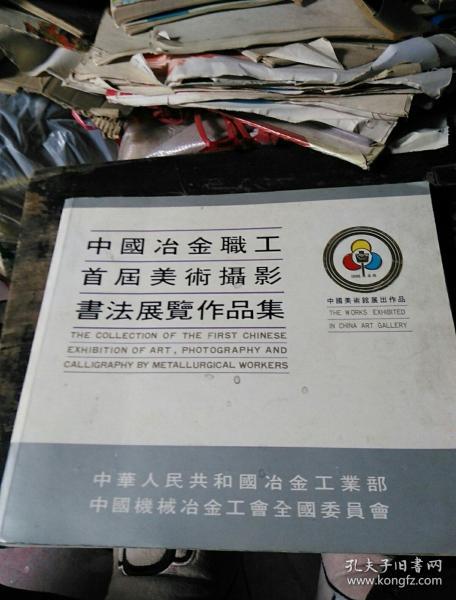 中國冶金職工
首屆美術攝影
書法展覽作品集
THE COLLECTION OF THE FIRST CHINESE
EXHIBITION OF ART, PHOTOGRAPHY AND
CALLIGRAPHY BY METALLURGICAL WORKERS
中國美術館展出作品
THE WORKS EXHIBITED
IN CHINA ART GALLERY
中華人民共和國冶金工業部
中國機械冶金工會全國委員會
孔夫子旧书网
www.kongfz.com